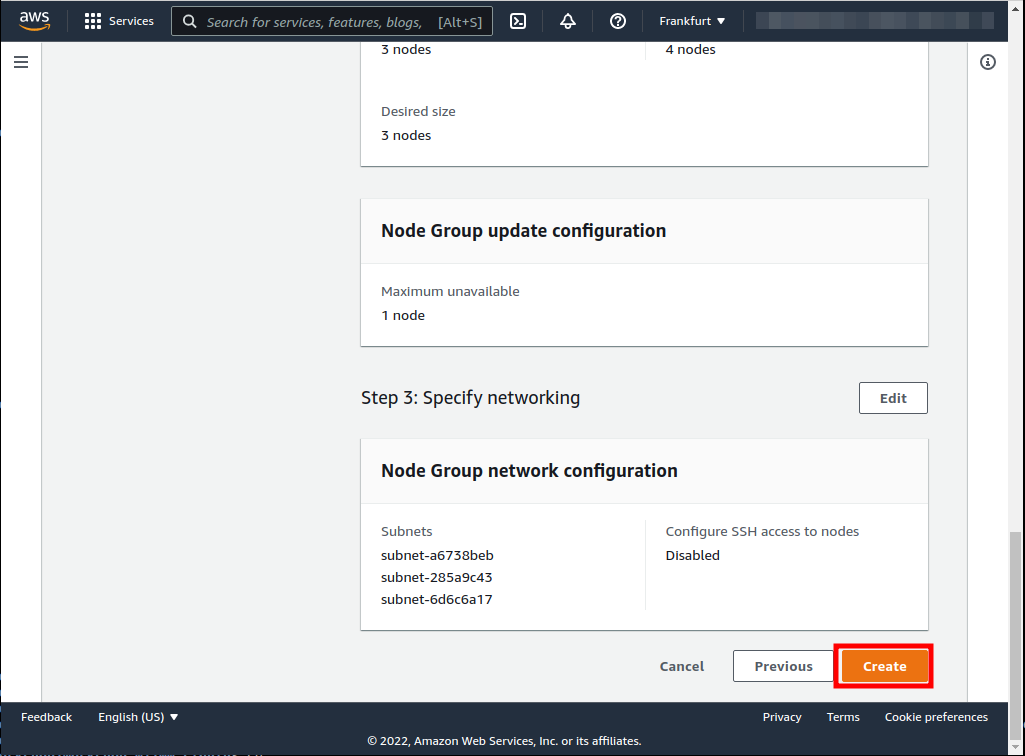 aws Services Search for services, features, blogs, [Alt+S] Frankfurt ▼
3 nodes 4 nodes
Desired size
3 nodes
Node Group update configuration
Maximum unavailable
1 node
Step 3: Specify networking Edit
Node Group network configuration
Subnets Configure SSH access to nodes
subnet-a6738beb Disabled
subnet-285a9c43
subnet-6d6c6a17
Cancel Previous Create
Feedback English (US) ▼ Privacy Terms Cookie preferences
© 2022, Amazon Web Services, Inc. or its affiliates.